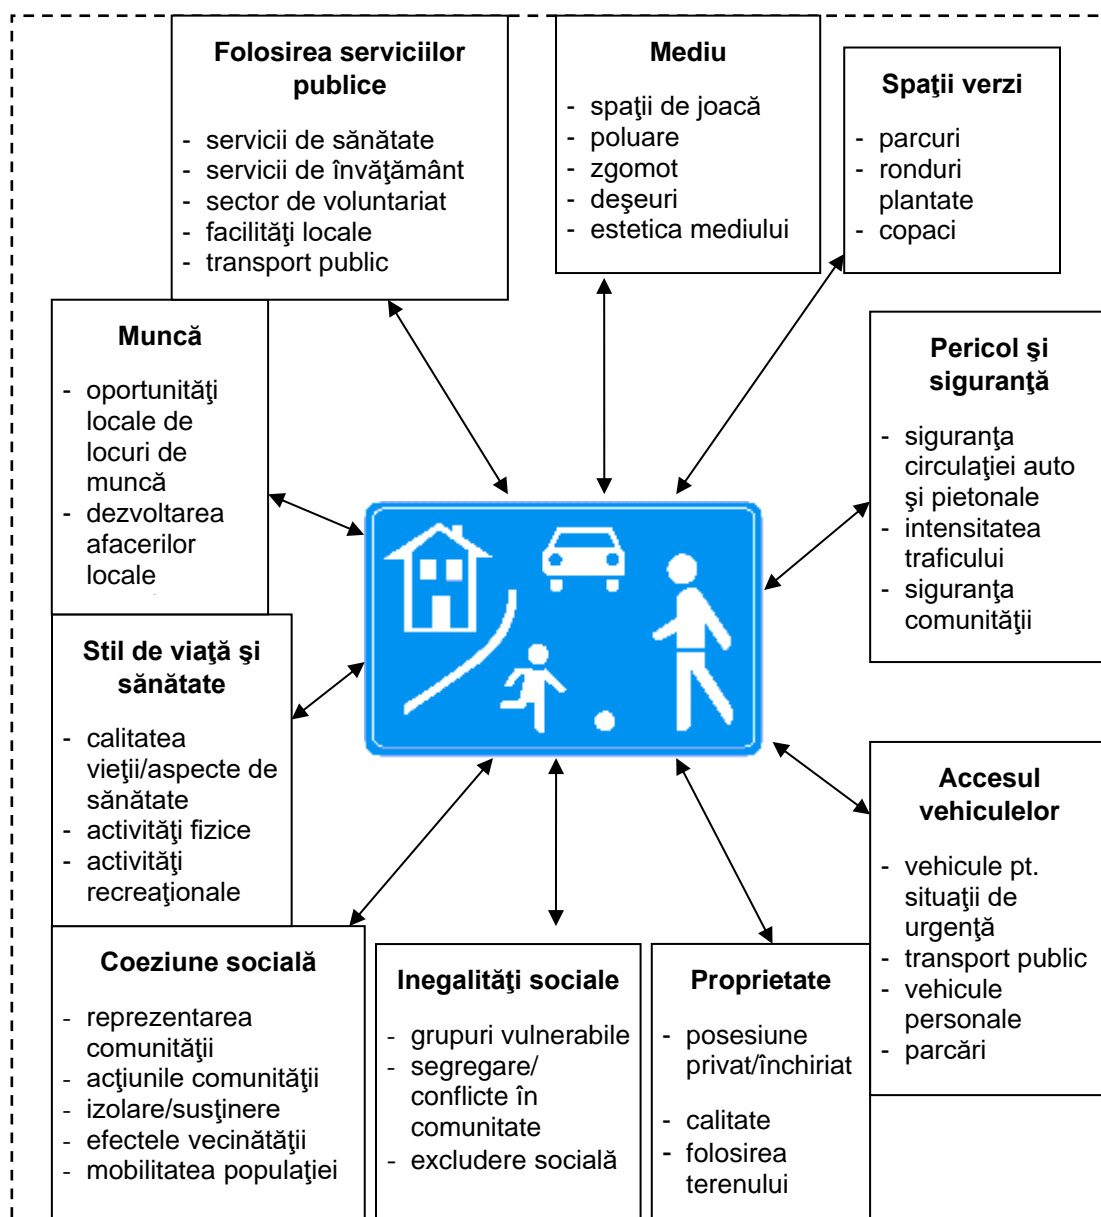 Folosirea serviciilor
publice
- servicii de sănătate
- servicii de învăţământ
- sector de voluntariat
- facilităţi locale
- transport public
Mediu
- spaţii de joacă
- poluare
- zgomot
- deşeuri
- estetica mediului
Spaţii verzi
- parcuri
- ronduri
plantate
- copaci
Muncă
- oportunităţi
locale de
locuri de
muncă
- dezvoltarea
afacerilor
locale
Pericol şi
siguranţă
- siguranţa
circulaţiei auto
şi pietonale
- intensitatea
traficului
- siguranţa
comunităţii
Stil de viaţă şi
sănătate
- calitatea
vieţii/aspecte de
sănătate
- activităţi fizice
- activităţi
recreaţionale
Accesul
vehiculelor
- vehicule pt.
situaţii de
urgenţă
- transport public
- vehicule
personale
- parcări
Coeziune socială
- reprezentarea
comunităţii
- acţiunile comunităţii
- izolare/susţinere
- efectele vecinătăţii
- mobilitatea populaţiei
Inegalităţi sociale
- grupuri vulnerabile
- segregare/
conflicte în
comunitate
- excludere socială
Proprietate
- posesiune
privat/închiriat
- calitate
- folosirea
terenului